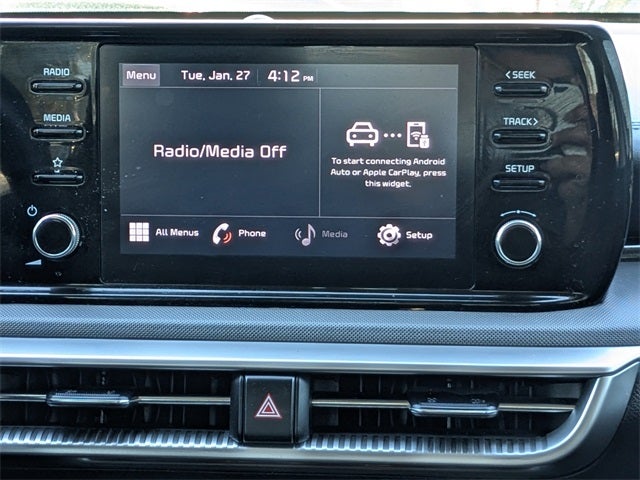 RADIO
MEDIA
Menu Tue, Jan. 27 4:12 PM
Radio/Media Off
To start connecting Android
Auto or Apple CarPlay, press
this widget.
All Menus Phone Media Setup
<SEEK
TRACK>
SETUP